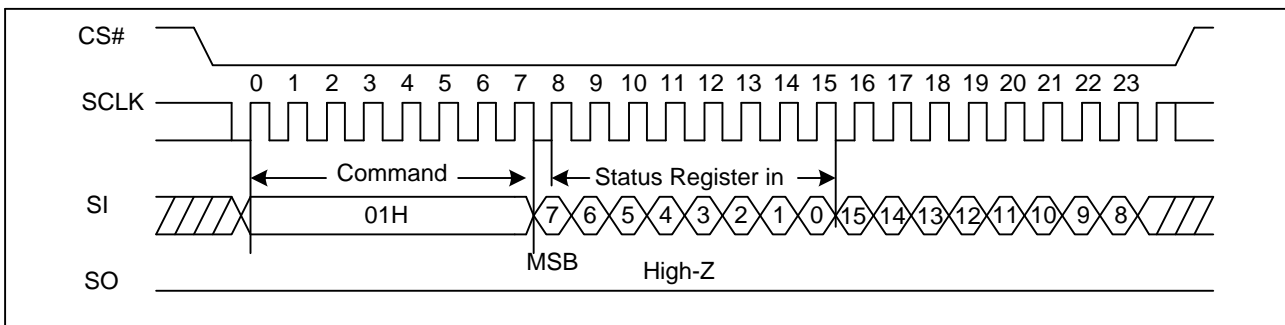 CS#
0 1 2 3 4 5 6 7 8 9 10 11 12 13 14 15 16 17 18 19 20 21 22 23
SCLK
Command Status Register in
SI 01H 7 6 5 4 3 2 1 0 15 14 13 12 11 10 9 8
MSB High-Z
SO